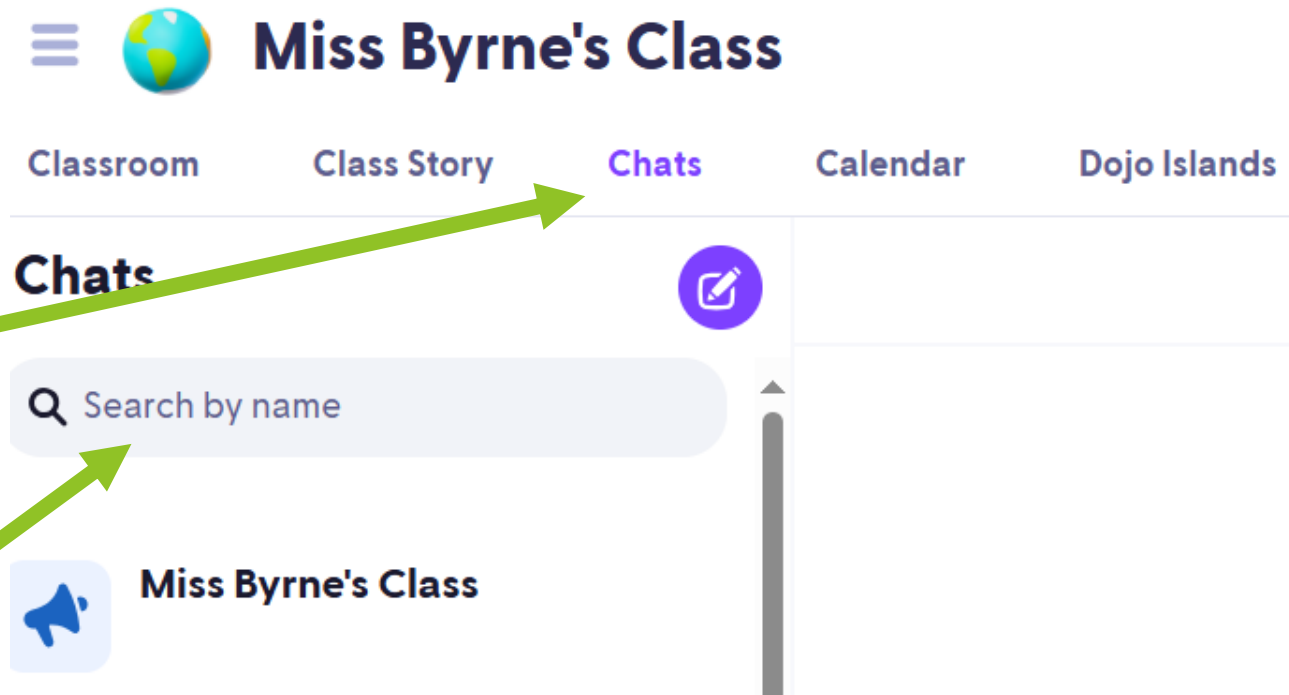 Miss Byrne's Class
Classroom Class Story Chats Calendar Dojo Islands
Chats
Search by name
Miss Byrne's Class